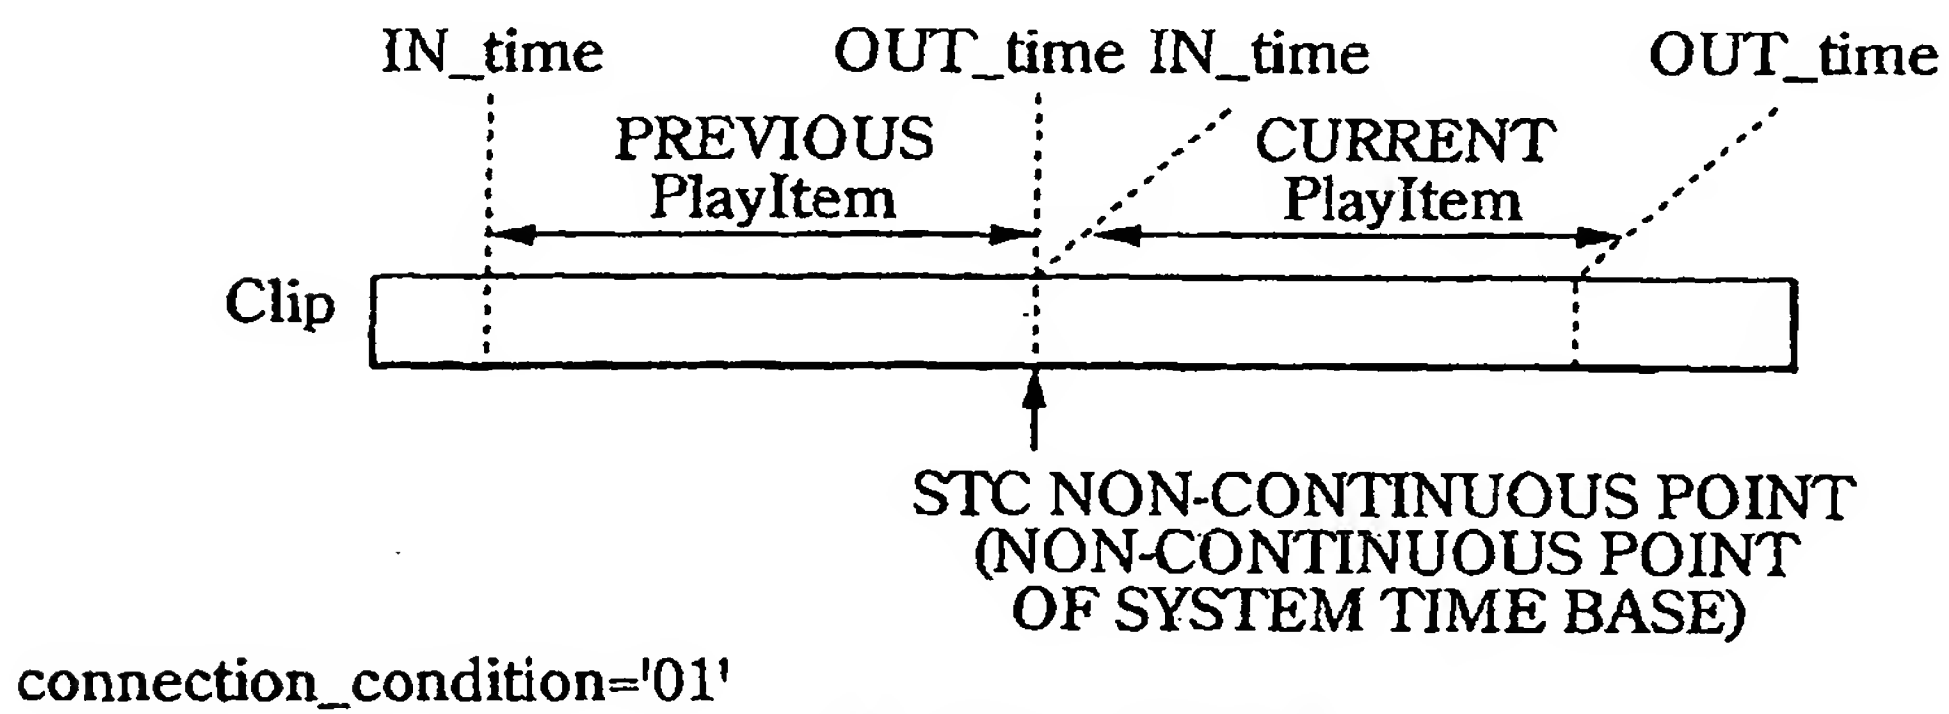 IN_time OUT_time IN_time OUT_time
PREVIOUS
PlayItem
CURRENT
PlayItem
Clip
STC NON-CONTINUOUS POINT
(NON-CONTINUOUS POINT
OF SYSTEM TIME BASE)
connection_condition='01'